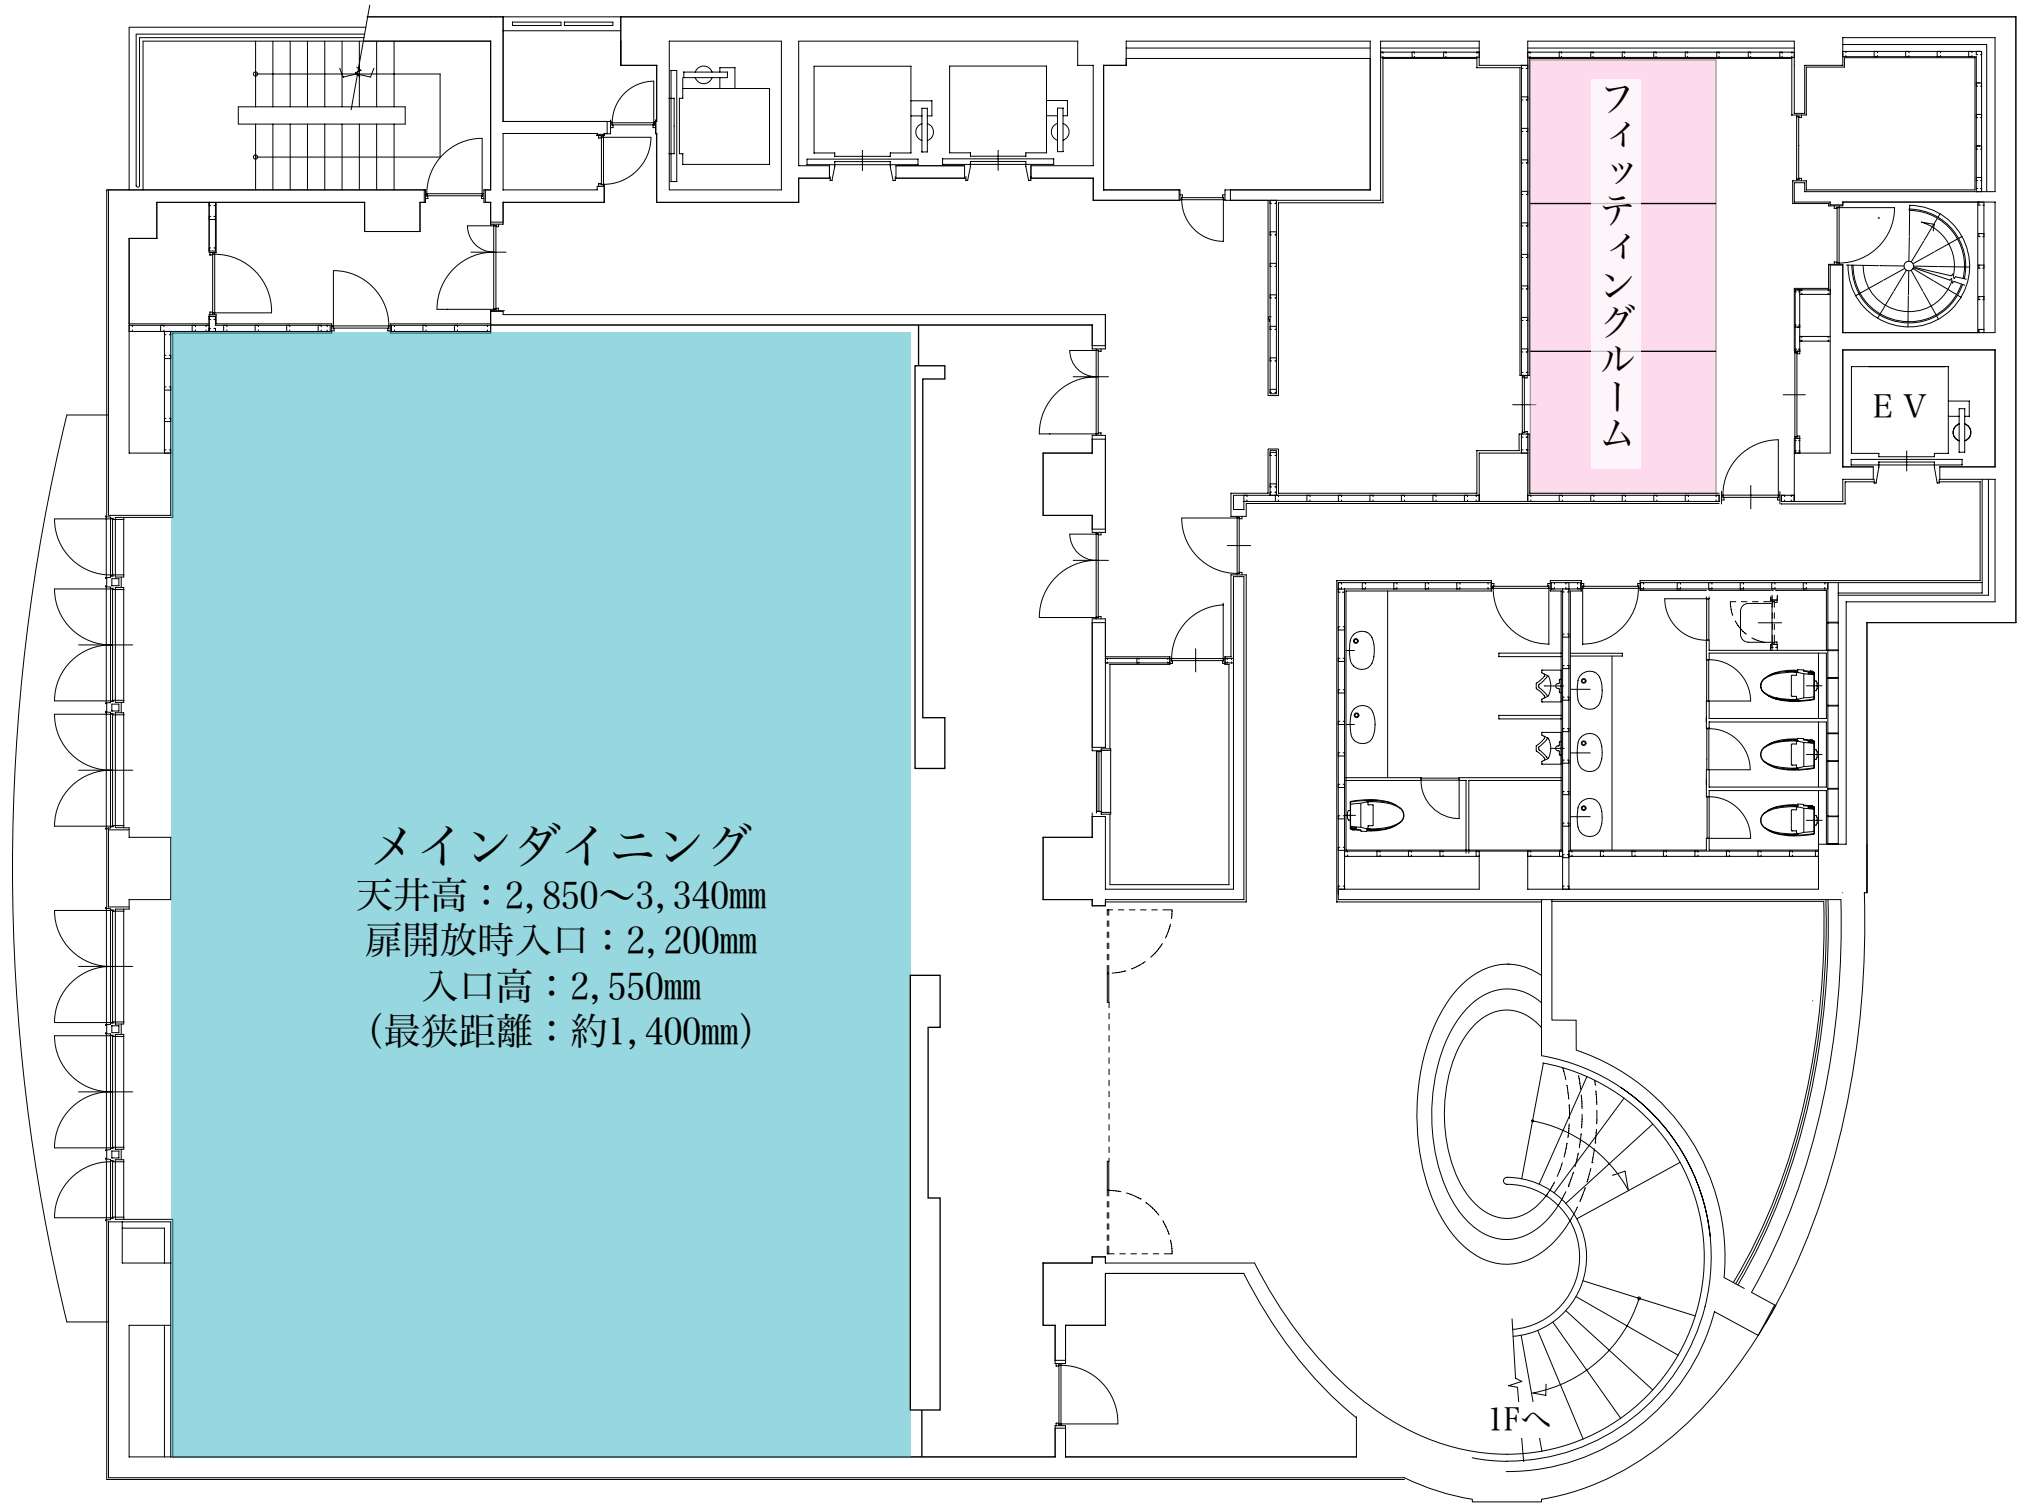 フィッティングルーム
EV
メインダイニング
天井高：2,850〜3,340㎜
扉開放時入口：2,200㎜
入口高：2,550㎜
(最狭距離：約1,400㎜)
1Fへ